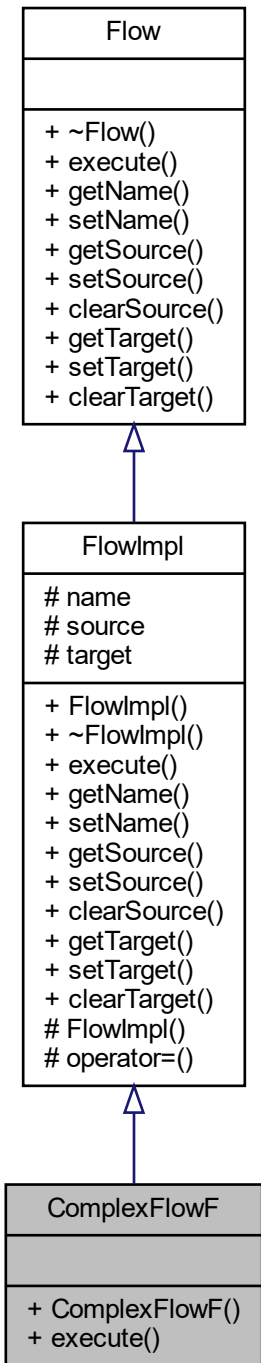 Flow
+ ~Flow()
+ execute()
+ getName()
+ setName()
+ getSource()
+ setSource()
+ clearSource()
+ getTarget()
+ setTarget()
+ clearTarget()
FlowImpl
# name
# source
# target
+ FlowImpl()
+ ~FlowImpl()
+ execute()
+ getName()
+ setName()
+ getSource()
+ setSource()
+ clearSource()
+ getTarget()
+ setTarget()
+ clearTarget()
# FlowImpl()
# operator=()
ComplexFlowF
+ ComplexFlowF()
+ execute()